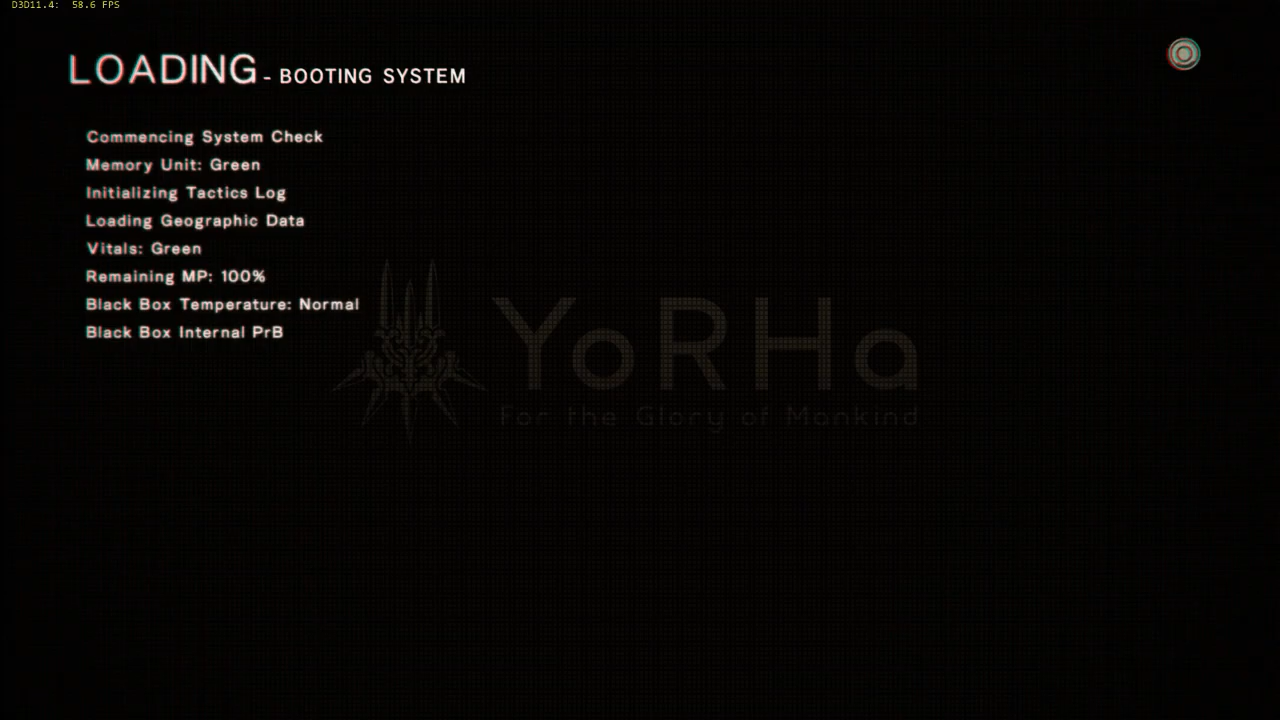 D3D11.4: 58.6 FPS
LOADING - BOOTING SYSTEM
Commencing System Check
Memory Unit: Green
Initializing Tactics Log
Loading Geographic Data
Vitals: Green
Remaining MP: 100%
Black Box Temperature: Normal
Black Box Internal PrB
YoRHa
For the Glory of Mankind